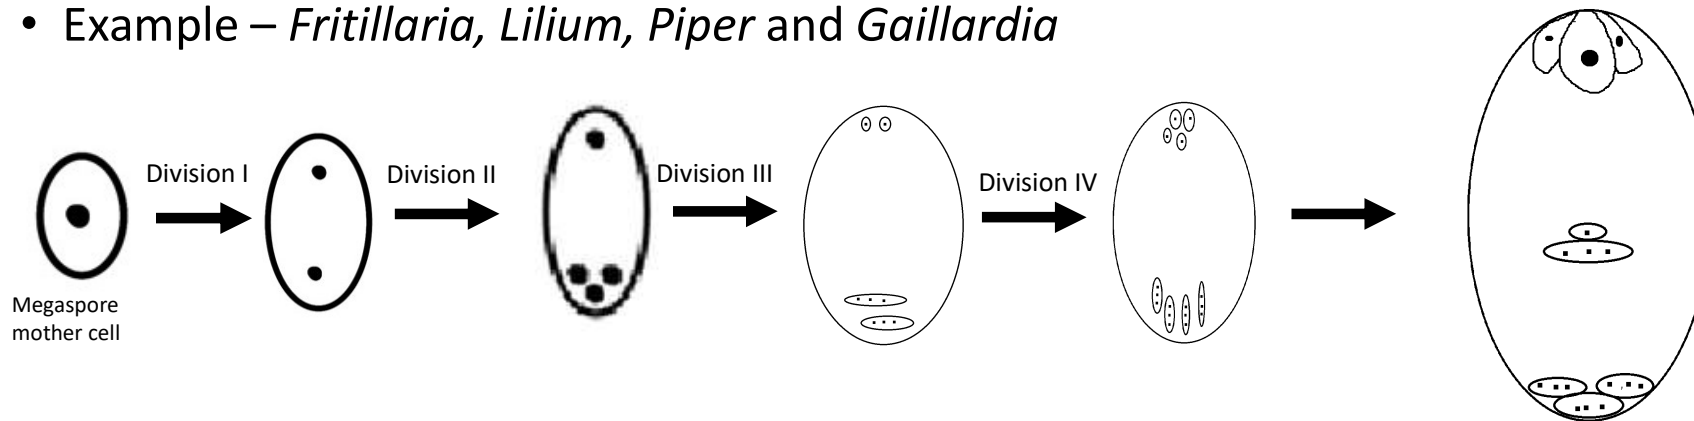 • Example – Fritillaria, Lilium, Piper and Gaillardia
Division I
Division II
Division III
Division IV
Megaspore
mother cell